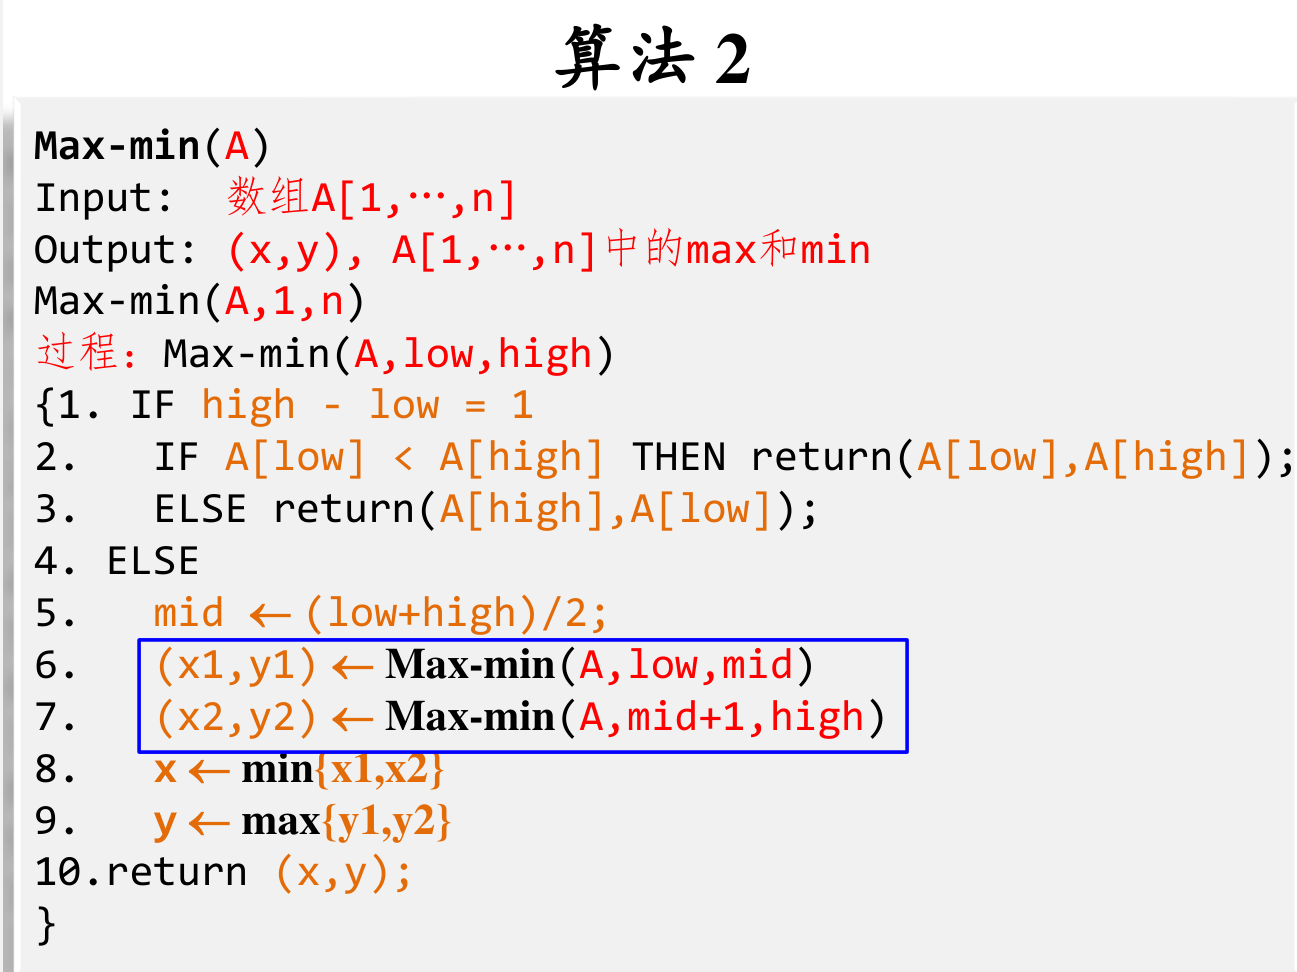 算法 2
Max-min(A)
Input: 数组A[1,…,n]
Output: (x,y), A[1,…,n]中的max和min
Max-min(A,1,n)
过程: Max-min(A,low,high)
{1. IF high - low = 1
2. IF A[low] < A[high] THEN return(A[low],A[high]);
3. ELSE return(A[high],A[low]);
4. ELSE
5. mid ← (low+high)/2;
6. (x1,y1) ← Max-min(A,low,mid)
7. (x2,y2) ← Max-min(A,mid+1,high)
8. x ← min{x1,x2}
9. y ← max{y1,y2}
10.return (x,y);
}